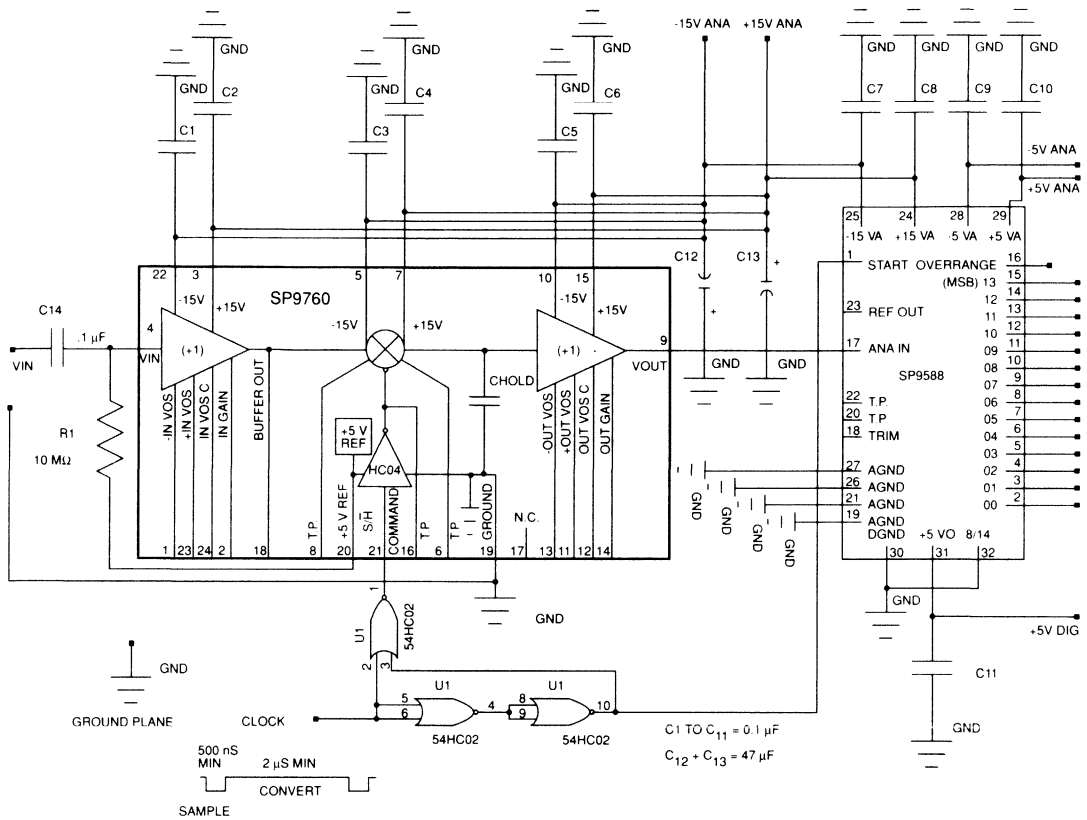 -15V ANA +15V ANA
GND GND GND GND GND GND GND
GND C2 GND C4 GND C6 C7 C8 C9 C10
C1 C3 C5
-5V ANA
+5V ANA
25 24 28 29
-15 VA +15 VA -5 VA +5 VA
22 3 5 7 10 15 C12 C13
+ +
1 START OVERRANGE 16
(MSB) 13 15
12 14
23 REF OUT 11 13
10 12
17 ANA IN 09 11
08 10
SP9588
07 9
22 T.P. 06 8
20 T.P. 05 7
18 TRIM 04 6
03 5
27 AGND 02 4
26 AGND 01 3
21 AGND 00 2
19 AGND
DGND +5 VO 8/14
30 31 32
GND
+5V DIG
C11
GND
SP9760
-15V +15V -15V +15V -15V +15V
C14
.1 µF
VIN
4
VIN
(+1) (+1)
9
VOUT
GND GND
R1
10 MΩ
-IN VOS
+IN VOS
IN VOS C
IN GAIN
BUFFER OUT
+5 V
REF
HC04
CHOLD
-OUT VOS
+OUT VOS
OUT VOS C
OUT GAIN
T.P.
+5 V REF
S/H
COMMAND
T.P.
T.P.
GROUND
N.C.
GND
GND
GND
GND
1 23 24 2 18 8 20 21 16 6 19 17 13 11 12 14
GND
1
U1
54HC02
2 3
GND
GROUND PLANE
CLOCK
5
6
U1
4
54HC02
8
9
U1
10
54HC02
C1 TO C11 = 0.1 µF
C12 + C13 = 47 µF
500 nS
MIN
2 µS MIN
CONVERT
SAMPLE